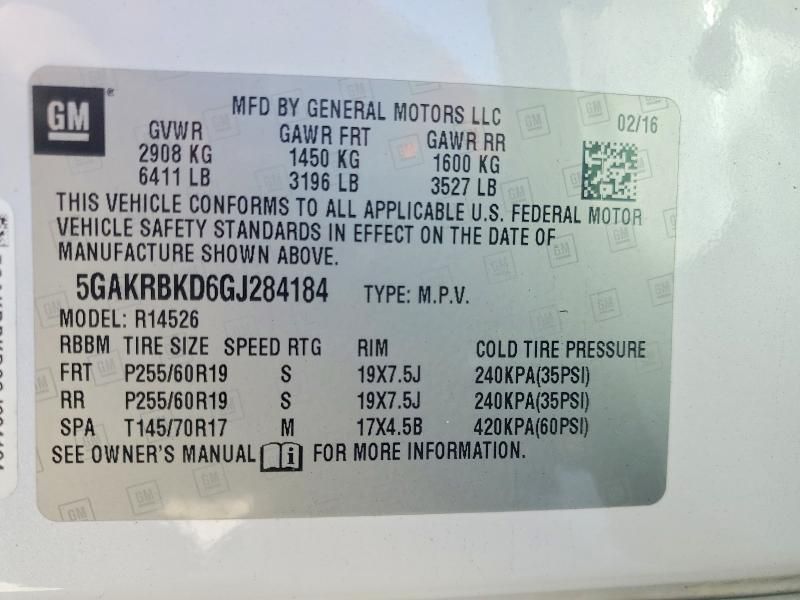 GM®
MFD BY GENERAL MOTORS LLC
02/16
GVWR GAWR FRT GAWR RR
2908 KG 1450 KG 1600 KG
6411 LB 3196 LB 3527 LB
THIS VEHICLE CONFORMS TO ALL APPLICABLE U.S. FEDERAL MOTOR
VEHICLE SAFETY STANDARDS IN EFFECT ON THE DATE OF
MANUFACTURE SHOWN ABOVE.
5GAKRBKD6GJ284184 TYPE: M.P.V.
MODEL: R14526
RBBM TIRE SIZE SPEED RTG RIM COLD TIRE PRESSURE
FRT P255/60R19 S 19X7.5J 240KPA(35PSI)
RR P255/60R19 S 19X7.5J 240KPA(35PSI)
SPA T145/70R17 M 17X4.5B 420KPA(60PSI)
SEE OWNER'S MANUAL i FOR MORE INFORMATION.